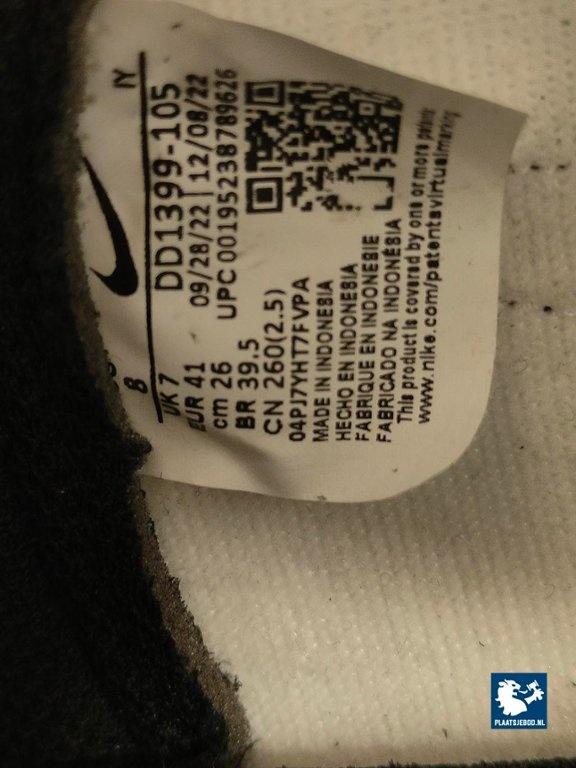 IY
8
UK 7
EUR 41
cm 26
BR 39.5
CN 260(2.5)
DD1399-105
09/28/22 | 12/08/22
UPC 00195238789626
04PJ7YHT7FVPA
MADE IN INDONESIA
HECHO EN INDONESIA
FABRIQUE EN INDONESIE
FABRICADO NA INDONÉSIA
This product is covered by one or more patents
www.nike.com/patentsvirtualmarking
PLAATSJEBOD.NL